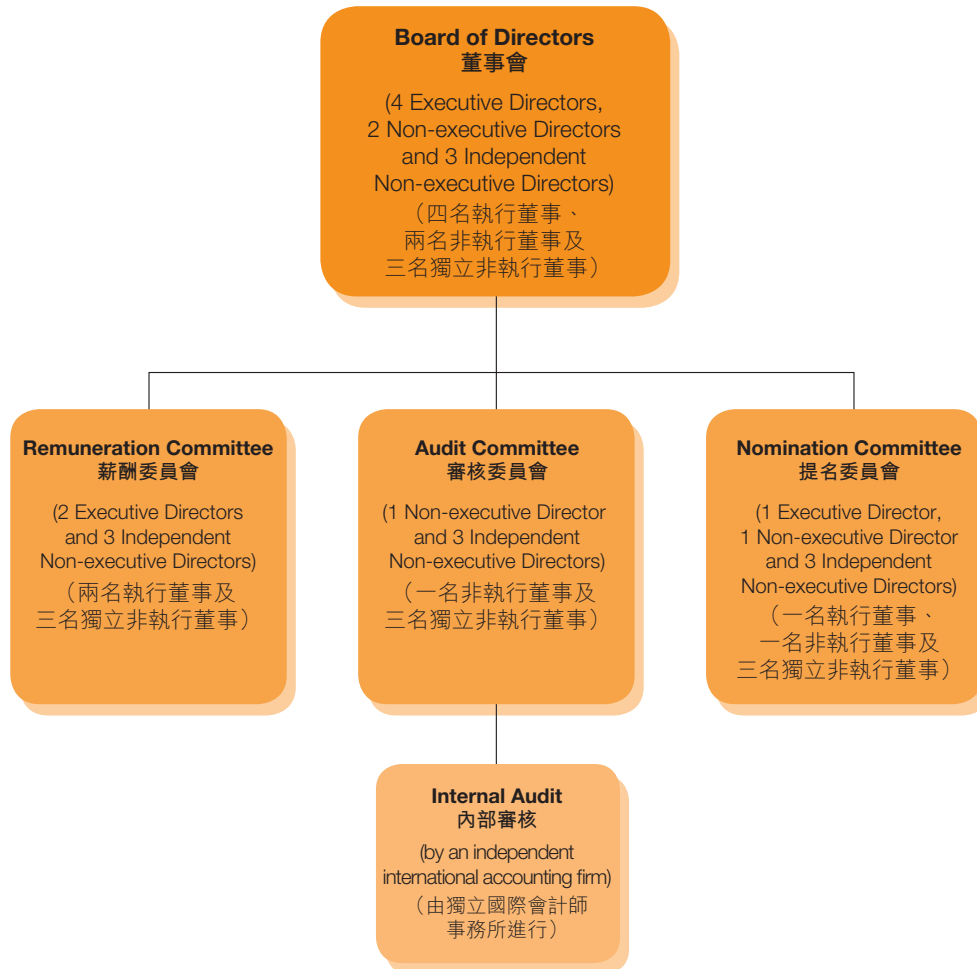 Board of Directors
董事會
(4 Executive Directors,
2 Non-executive Directors
and 3 Independent
Non-executive Directors)
（四名執行董事、
兩名非執行董事及
三名獨立非執行董事）
Remuneration Committee
薪酬委員會
(2 Executive Directors
and 3 Independent
Non-executive Directors)
（兩名執行董事及
三名獨立非執行董事）
Audit Committee
審核委員會
(1 Non-executive Director
and 3 Independent
Non-executive Directors)
（一名非執行董事及
三名獨立非執行董事）
Nomination Committee
提名委員會
(1 Executive Director,
1 Non-executive Director
and 3 Independent
Non-executive Directors)
（一名執行董事、
一名非執行董事及
三名獨立非執行董事）
Internal Audit
內部審核
(by an independent
international accounting firm)
（由獨立國際會計師
事務所進行）